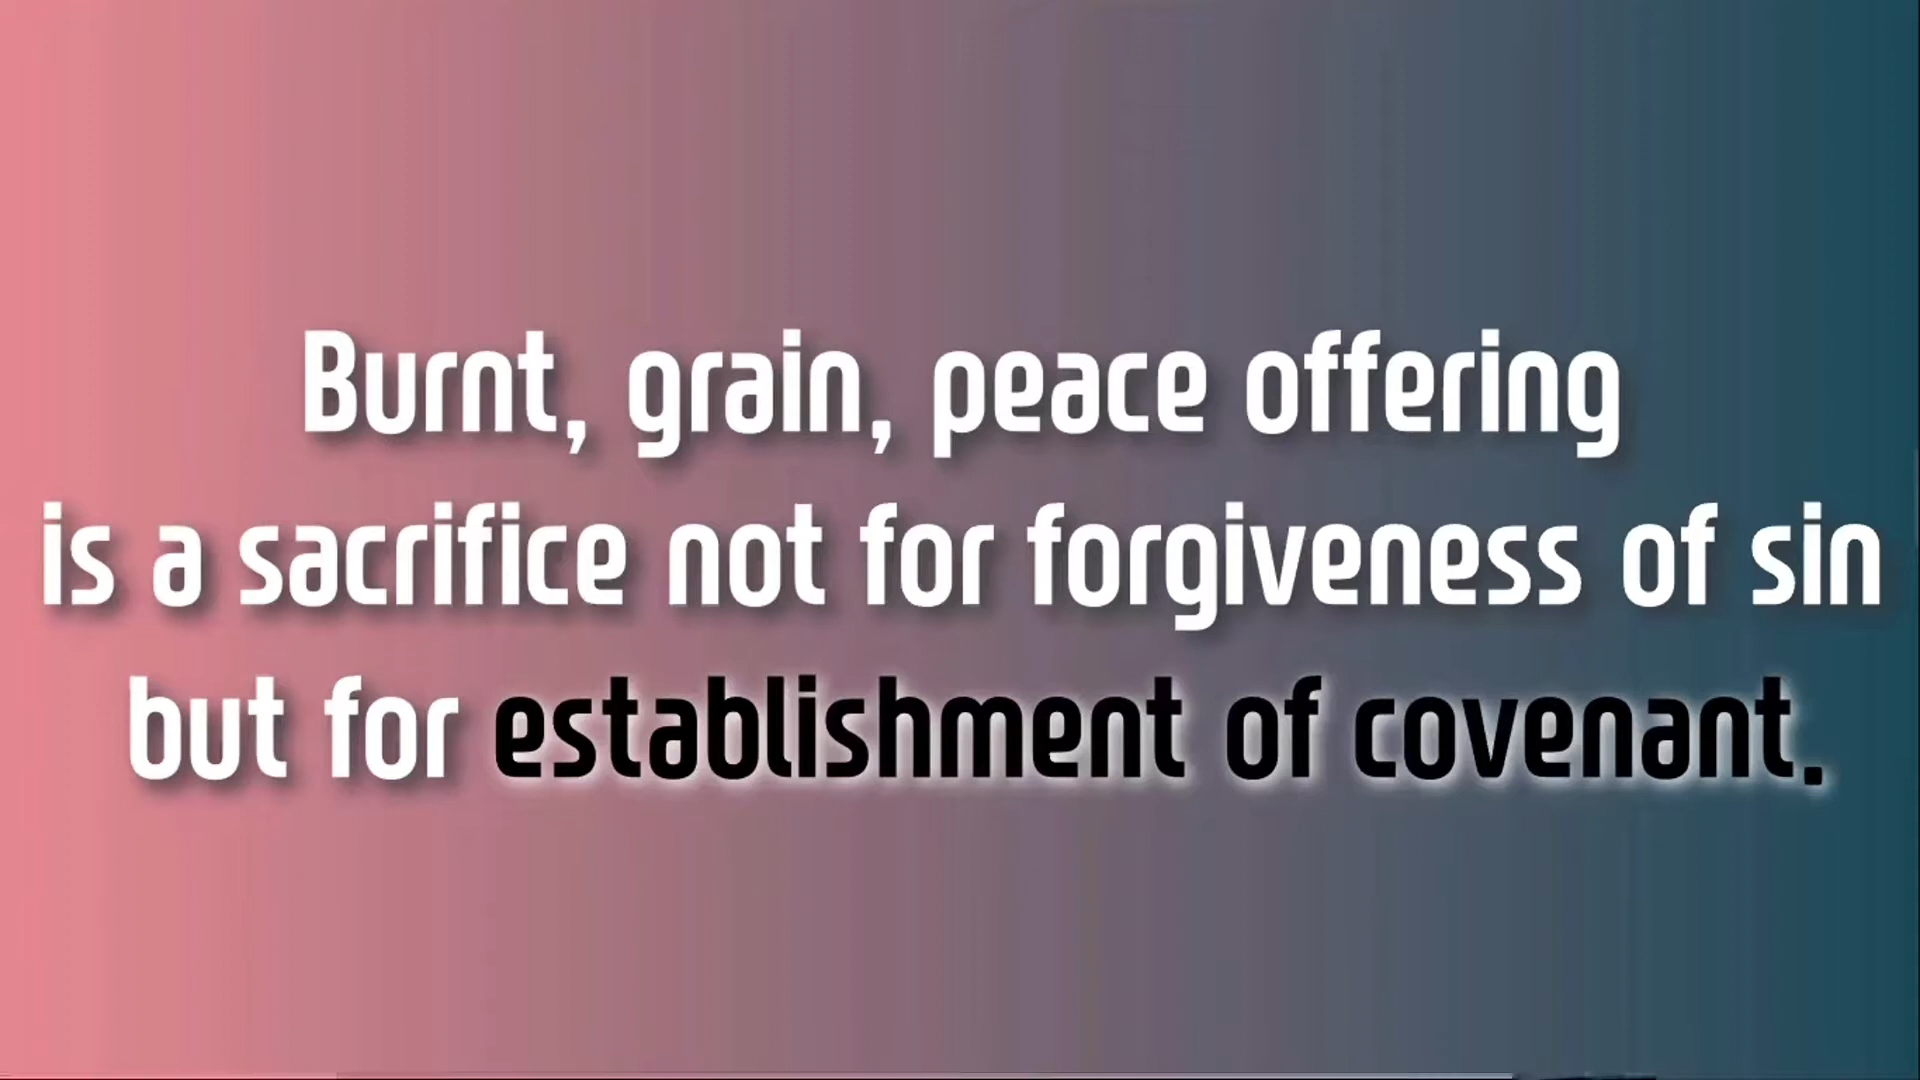 Burnt, grain, peace offering
is a sacrifice not for forgiveness of sin
but for establishment of covenant.